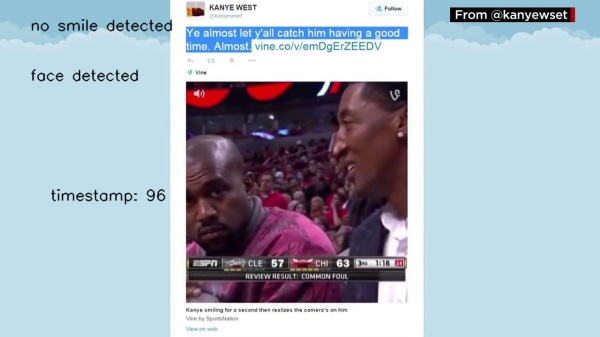 no smile detected
face detected
timestamp: 96
KANYE WEST
@kanyewset
Follow
From @kanyewset
Ye almost let y'all catch him having a good
time. Almost. vine.co/v/emDgErZEEDV
Vine
ESPN CLE 57 CHI 63 3RD 1:16 24
REVIEW RESULT: COMMON FOUL
Kanye smiling for a second then realizes the camera's on him
Vine by SportsNation
View on web